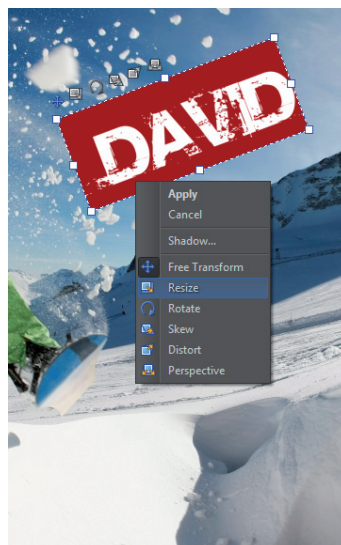 DAVID
Apply
Cancel
Shadow...
Free Transform
Resize
Rotate
Skew
Distort
Perspective